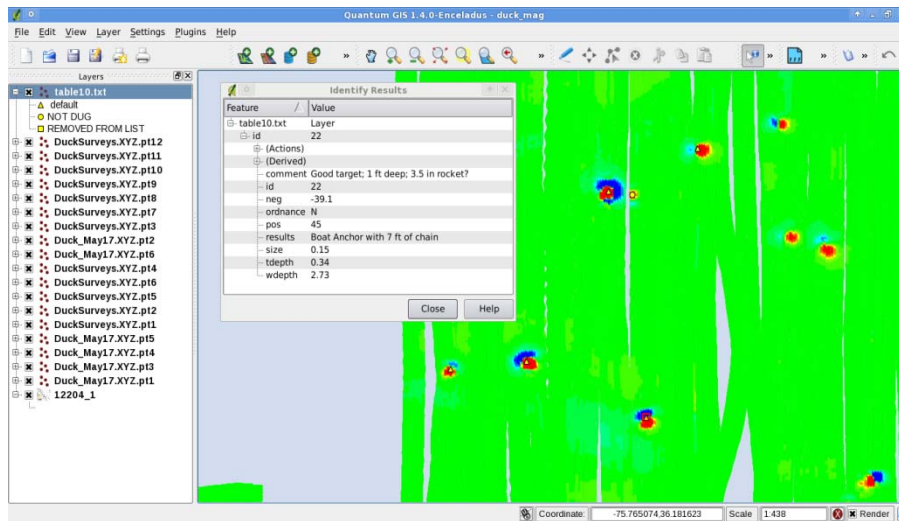 Quantum GIS 1.4.0-Enceladus - duck_mag
File Edit View Layer Settings Plugins Help
Layers
table10.txt
default
NOT DUG
REMOVED FROM LIST
DuckSurveys.XYZ.pt12
DuckSurveys.XYZ.pt11
DuckSurveys.XYZ.pt10
DuckSurveys.XYZ.pt9
DuckSurveys.XYZ.pt8
DuckSurveys.XYZ.pt7
DuckSurveys.XYZ.pt3
Duck_May17.XYZ.pt2
Duck_May17.XYZ.pt6
DuckSurveys.XYZ.pt4
DuckSurveys.XYZ.pt6
DuckSurveys.XYZ.pt5
DuckSurveys.XYZ.pt2
DuckSurveys.XYZ.pt1
Duck_May17.XYZ.pt5
Duck_May17.XYZ.pt4
Duck_May17.XYZ.pt3
Duck_May17.XYZ.pt1
12204_1
Identify Results
Feature / Value
table10.txt Layer
id 22
(Actions)
(Derived)
comment Good target; 1 ft deep; 3.5 in rocket?
id 22
neg -39.1
ordnance N
pos 45
results Boat Anchor with 7 ft of chain
size 0.15
tdepth 0.34
wdepth 2.73
Close Help
Coordinate: -75.765074,36.181623 Scale 1:438 Render